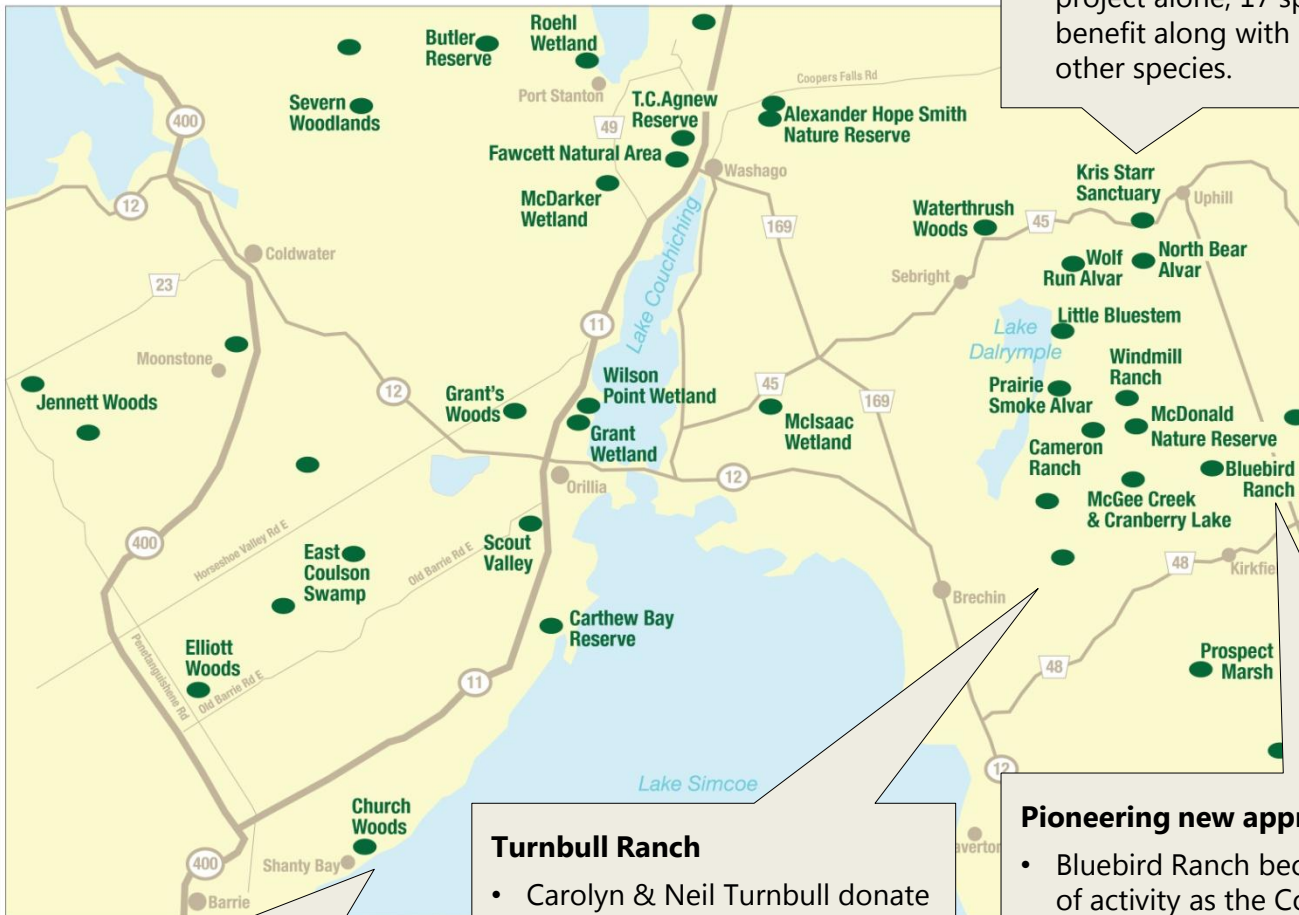 project alone, 17 sp
benefit along with
other species.
Butler
Reserve
Roehl
Wetland
Port Stanton
Coopers Falls Rd
Severn
Woodlands
400
49
T.C.Agnew
Reserve
Alexander Hope Smith
Nature Reserve
Fawcett Natural Area
Washago
McDarker
Wetland
12
Coldwater
23
Lake Couchiching
169
Waterthrush
Woods
45
Kris Starr
Sanctuary
Uphill
Sebright
Wolf
Run Alvar
North Bear
Alvar
Little Bluestem
Lake
Dalrymple
11
Moonstone
Windmill
Ranch
Jennett Woods
12
Grant's
Woods
Wilson
Point Wetland
Grant
Wetland
45
McIsaac
Wetland
169
Prairie
Smoke Alvar
McDonald
Nature Reserve
Cameron
Ranch
Bluebird
Ranch
McGee Creek
& Cranberry Lake
Orillia
12
400
Horseshoe Valley Rd E
East
Coulson
Swamp
Old Barrie Rd E
Scout
Valley
48
Kirkfie
Brechin
Carthew Bay
Reserve
Elliott
Woods
Penetanguishene Rd
Old Barrie Rd E
11
48
Prospect
Marsh
12
Lake Simcoe
Church
Woods
Shanty Bay
400
Barrie
averton
Turnbull Ranch
• Carolyn & Neil Turnbull donate
Pioneering new appr
• Bluebird Ranch bec
of activity as the Co